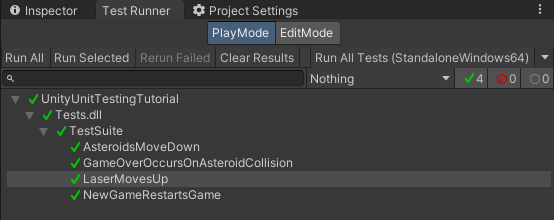 Inspector Test Runner Project Settings
PlayMode EditMode
Run All Run Selected Rerun Failed Clear Results Run All Tests (StandaloneWindows64)
Nothing 4 0 0
UnityUnitTestingTutorial
Tests.dll
TestSuite
AsteroidsMoveDown
GameOverOccursOnAsteroidCollision
LaserMovesUp
NewGameRestartsGame